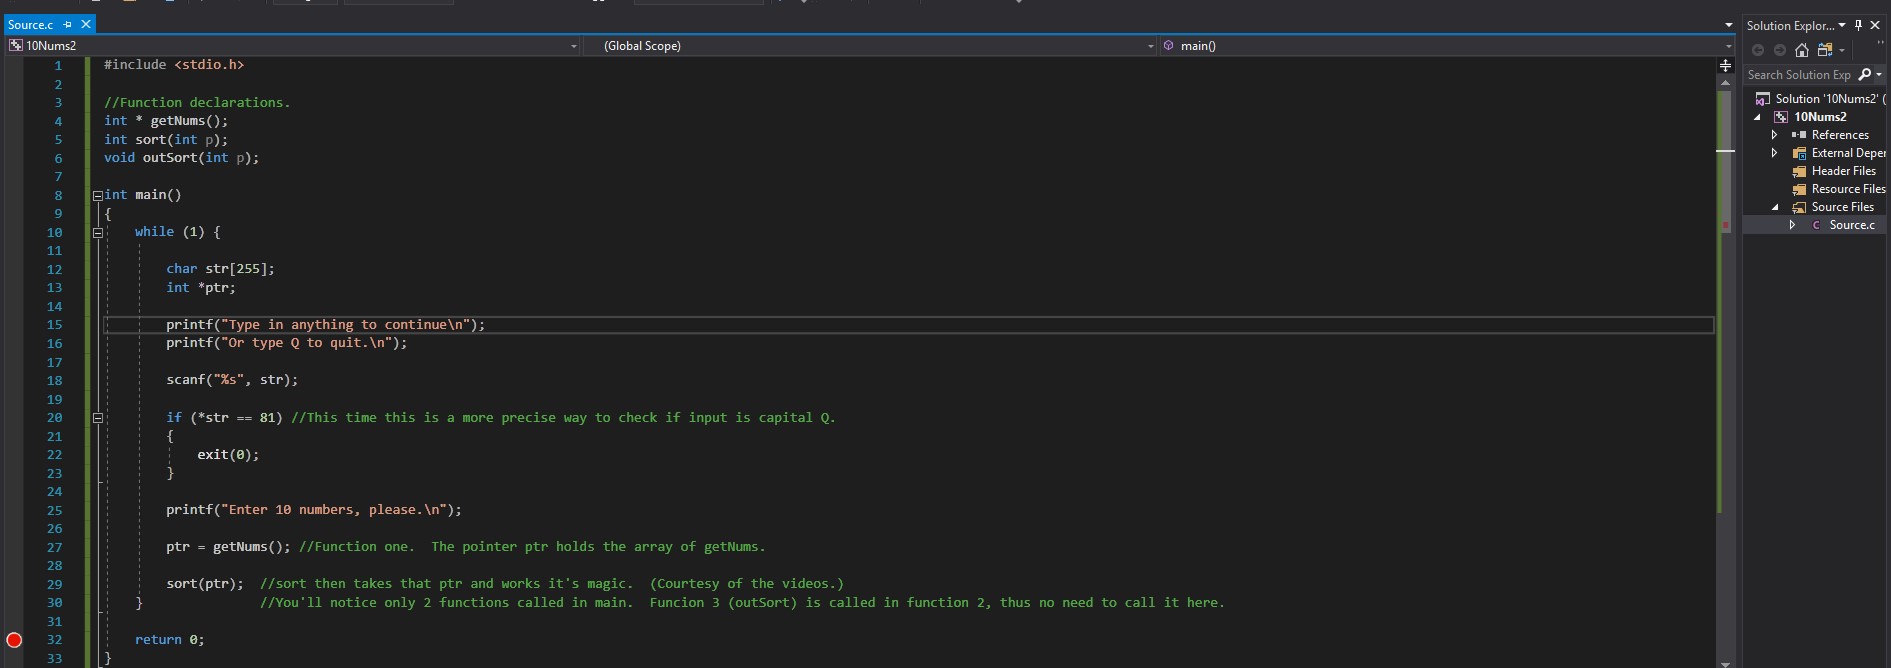 Source.c
10Nums2
(Global Scope)
main()
1 #include <stdio.h>
2
3 //Function declarations.
4 int * getNums();
5 int sort(int p);
6 void outSort(int p);
7
8 int main()
9 {
10 while (1) {
11
12 char str[255];
13 int *ptr;
14
15 printf("Type in anything to continue\n");
16 printf("Or type Q to quit.\n");
17
18 scanf("%s", str);
19
20 if (*str == 81) //This time this is a more precise way to check if input is capital Q.
21 {
22 exit(0);
23 }
24
25 printf("Enter 10 numbers, please.\n");
26
27 ptr = getNums(); //Function one.  The pointer ptr holds the array of getNums.
28
29 sort(ptr);  //sort then takes that ptr and works it's magic.  (Courtesy of the videos.)
30 } //You'll notice only 2 functions called in main.  Funcion 3 (outSort) is called in function 2, thus no need to call it here.
31
32 return 0;
33 }
Solution Explor...
Search Solution Exp
Solution '10Nums2' (
10Nums2
References
External Deper
Header Files
Resource Files
Source Files
Source.c